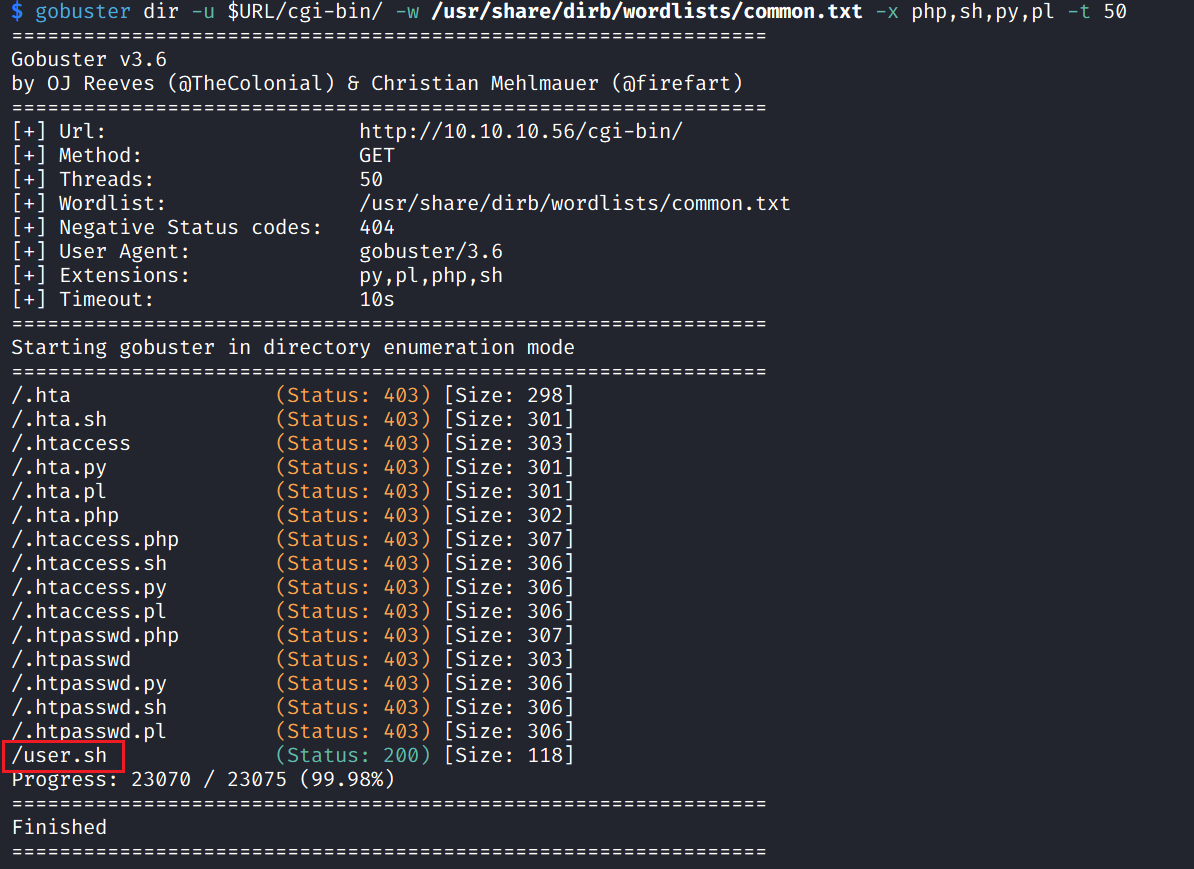 $ gobuster dir -u $URL/cgi-bin/ -w /usr/share/dirb/wordlists/common.txt -x php,sh,py,pl -t 50
===============================================================
Gobuster v3.6
by OJ Reeves (@TheColonial) & Christian Mehlmauer (@firefart)
===============================================================
[+] Url:                     http://10.10.10.56/cgi-bin/
[+] Method:                  GET
[+] Threads:                 50
[+] Wordlist:                /usr/share/dirb/wordlists/common.txt
[+] Negative Status codes:   404
[+] User Agent:              gobuster/3.6
[+] Extensions:              py,pl,php,sh
[+] Timeout:                 10s
===============================================================
Starting gobuster in directory enumeration mode
===============================================================
/.hta                 (Status: 403) [Size: 298]
/.hta.sh              (Status: 403) [Size: 301]
/.htaccess            (Status: 403) [Size: 303]
/.hta.py              (Status: 403) [Size: 301]
/.hta.pl              (Status: 403) [Size: 301]
/.hta.php             (Status: 403) [Size: 302]
/.htaccess.php        (Status: 403) [Size: 307]
/.htaccess.sh         (Status: 403) [Size: 306]
/.htaccess.py         (Status: 403) [Size: 306]
/.htaccess.pl         (Status: 403) [Size: 306]
/.htpasswd.php        (Status: 403) [Size: 307]
/.htpasswd            (Status: 403) [Size: 303]
/.htpasswd.py         (Status: 403) [Size: 306]
/.htpasswd.sh         (Status: 403) [Size: 306]
/.htpasswd.pl         (Status: 403) [Size: 306]
/user.sh              (Status: 200) [Size: 118]
Progress: 23070 / 23075 (99.98%)
===============================================================
Finished
===============================================================